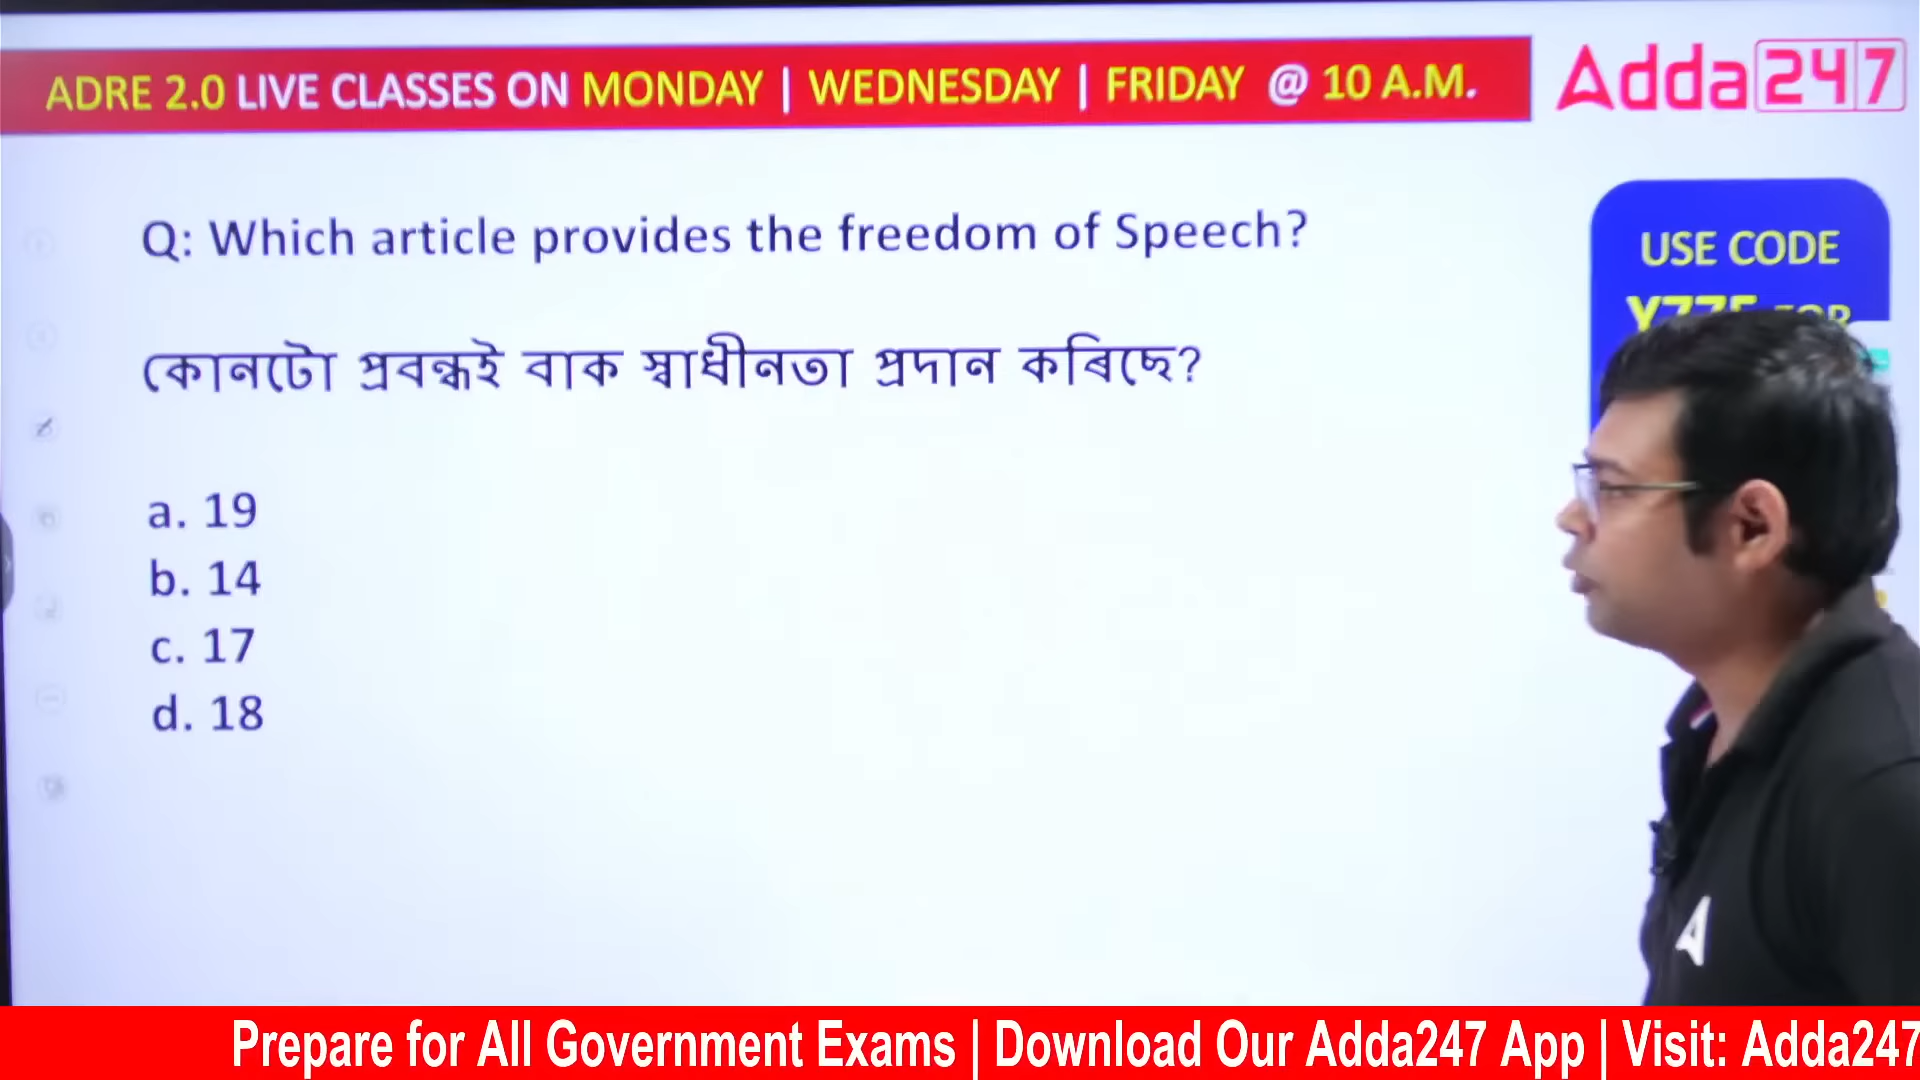 ADRE 2.0 LIVE CLASSES ON MONDAY | WEDNESDAY | FRIDAY @ 10 A.M.
Adda247
Q: Which article provides the freedom of Speech?
USE CODE
কোনটো প্ৰবন্ধই বাক স্বাধীনতা প্ৰদান কৰিছে?
a. 19
b. 14
c. 17
d. 18
Prepare for All Government Exams | Download Our Adda247 App | Visit: Adda247